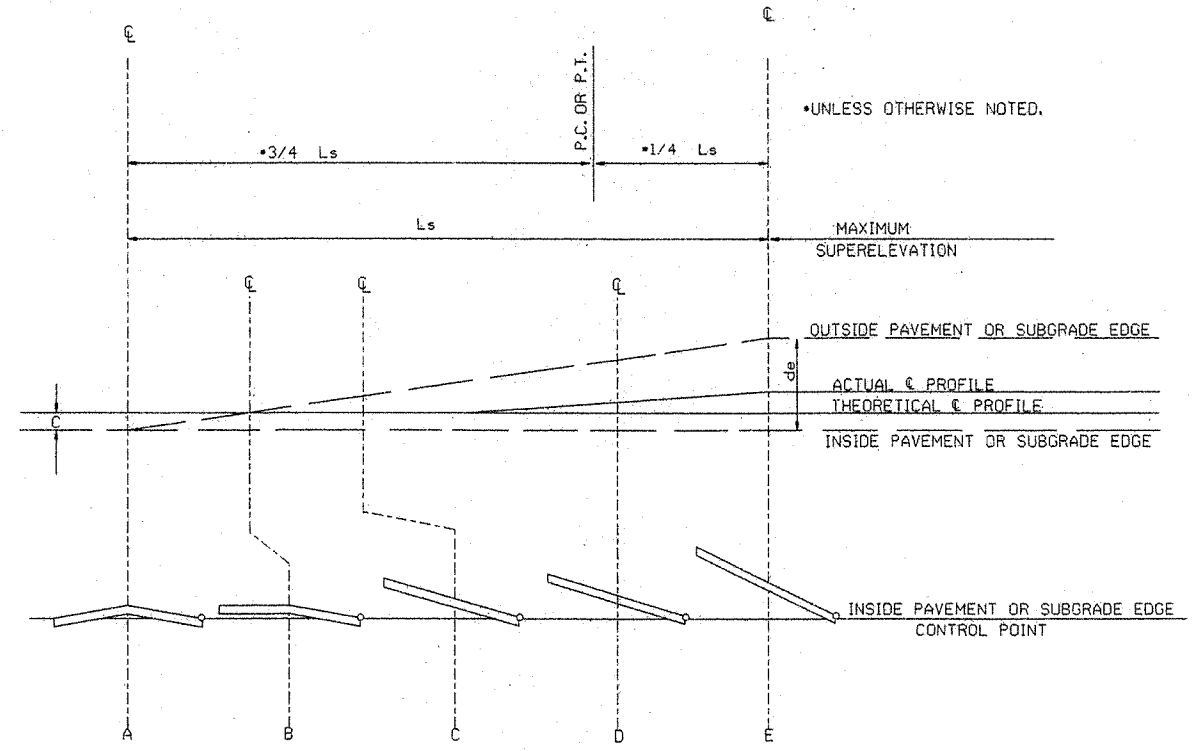 ℄
℄
P.C. OR P.T.
*UNLESS OTHERWISE NOTED.
*3/4 Ls
*1/4 Ls
Ls
MAXIMUM
SUPERELEVATION
℄
℄
℄
OUTSIDE PAVEMENT OR SUBGRADE EDGE
de
ACTUAL ℄ PROFILE
THEORETICAL ℄ PROFILE
C
INSIDE PAVEMENT OR SUBGRADE EDGE
INSIDE PAVEMENT OR SUBGRADE EDGE
CONTROL POINT
A
B
C
D
E